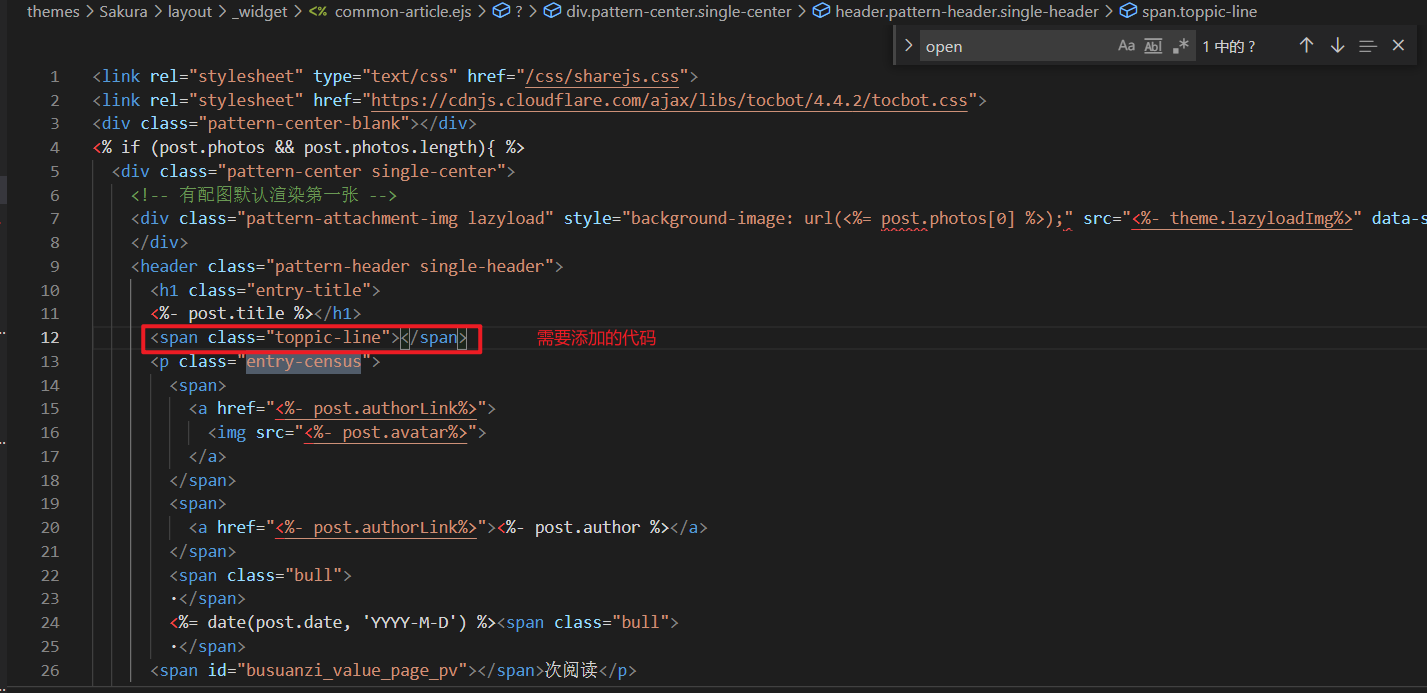 themes > Sakura > layout > _widget > <% common-article.ejs > ? > div.pattern-center.single-center > header.pattern-header.single-header > span.toppic-line
open Aa Abl .* 1 中的 ?
1 <link rel="stylesheet" type="text/css" href="/css/sharejs.css">
2 <link rel="stylesheet" href="https://cdnjs.cloudflare.com/ajax/libs/tocbot/4.4.2/tocbot.css">
3 <div class="pattern-center-blank"></div>
4 <% if (post.photos && post.photos.length){ %>
5 <div class="pattern-center single-center">
6 <!-- 有配图默认渲染第一张 -->
7 <div class="pattern-attachment-img lazyload" style="background-image: url(<%= post.photos[0] %>);" src="<%- theme.lazyloadImg%>" data-s
8 </div>
9 <header class="pattern-header single-header">
10 <h1 class="entry-title">
11 <%- post.title %></h1>
12 <span class="toppic-line"></span> 需要添加的代码
13 <p class="entry-census">
14 <span>
15 <a href="<%- post.authorLink%>">
16 <img src="<%- post.avatar%>">
17 </a>
18 </span>
19 <span>
20 <a href="<%- post.authorLink%>"><%- post.author %></a>
21 </span>
22 <span class="bull">
23 ·</span>
24 <%= date(post.date, 'YYYY-M-D') %><span class="bull">
25 ·</span>
26 <span id="busuanzi_value_page_pv"></span>次阅读</p>